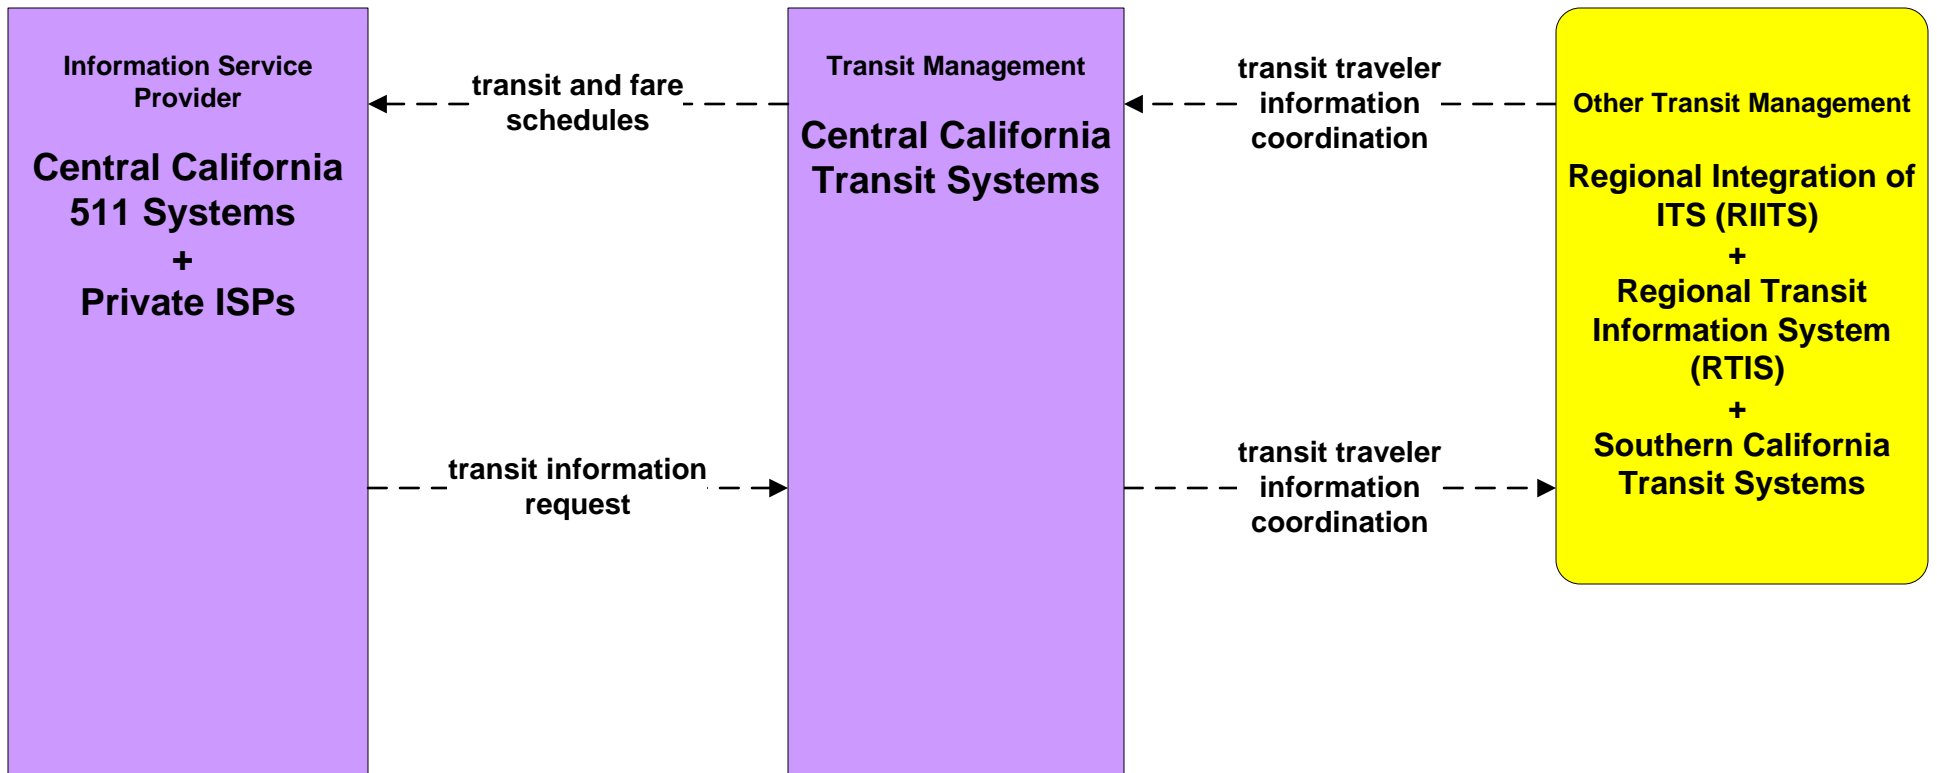 Information Service
Provider
Central California
511 Systems
+
Private ISPs
transit and fare
schedules
transit information
request
Transit Management
Central California
Transit Systems
transit traveler
information
coordination
transit traveler
information
coordination
Other Transit Management
Regional Integration of
ITS (RIITS)
+
Regional Transit
Information System
(RTIS)
+
Southern California
Transit Systems